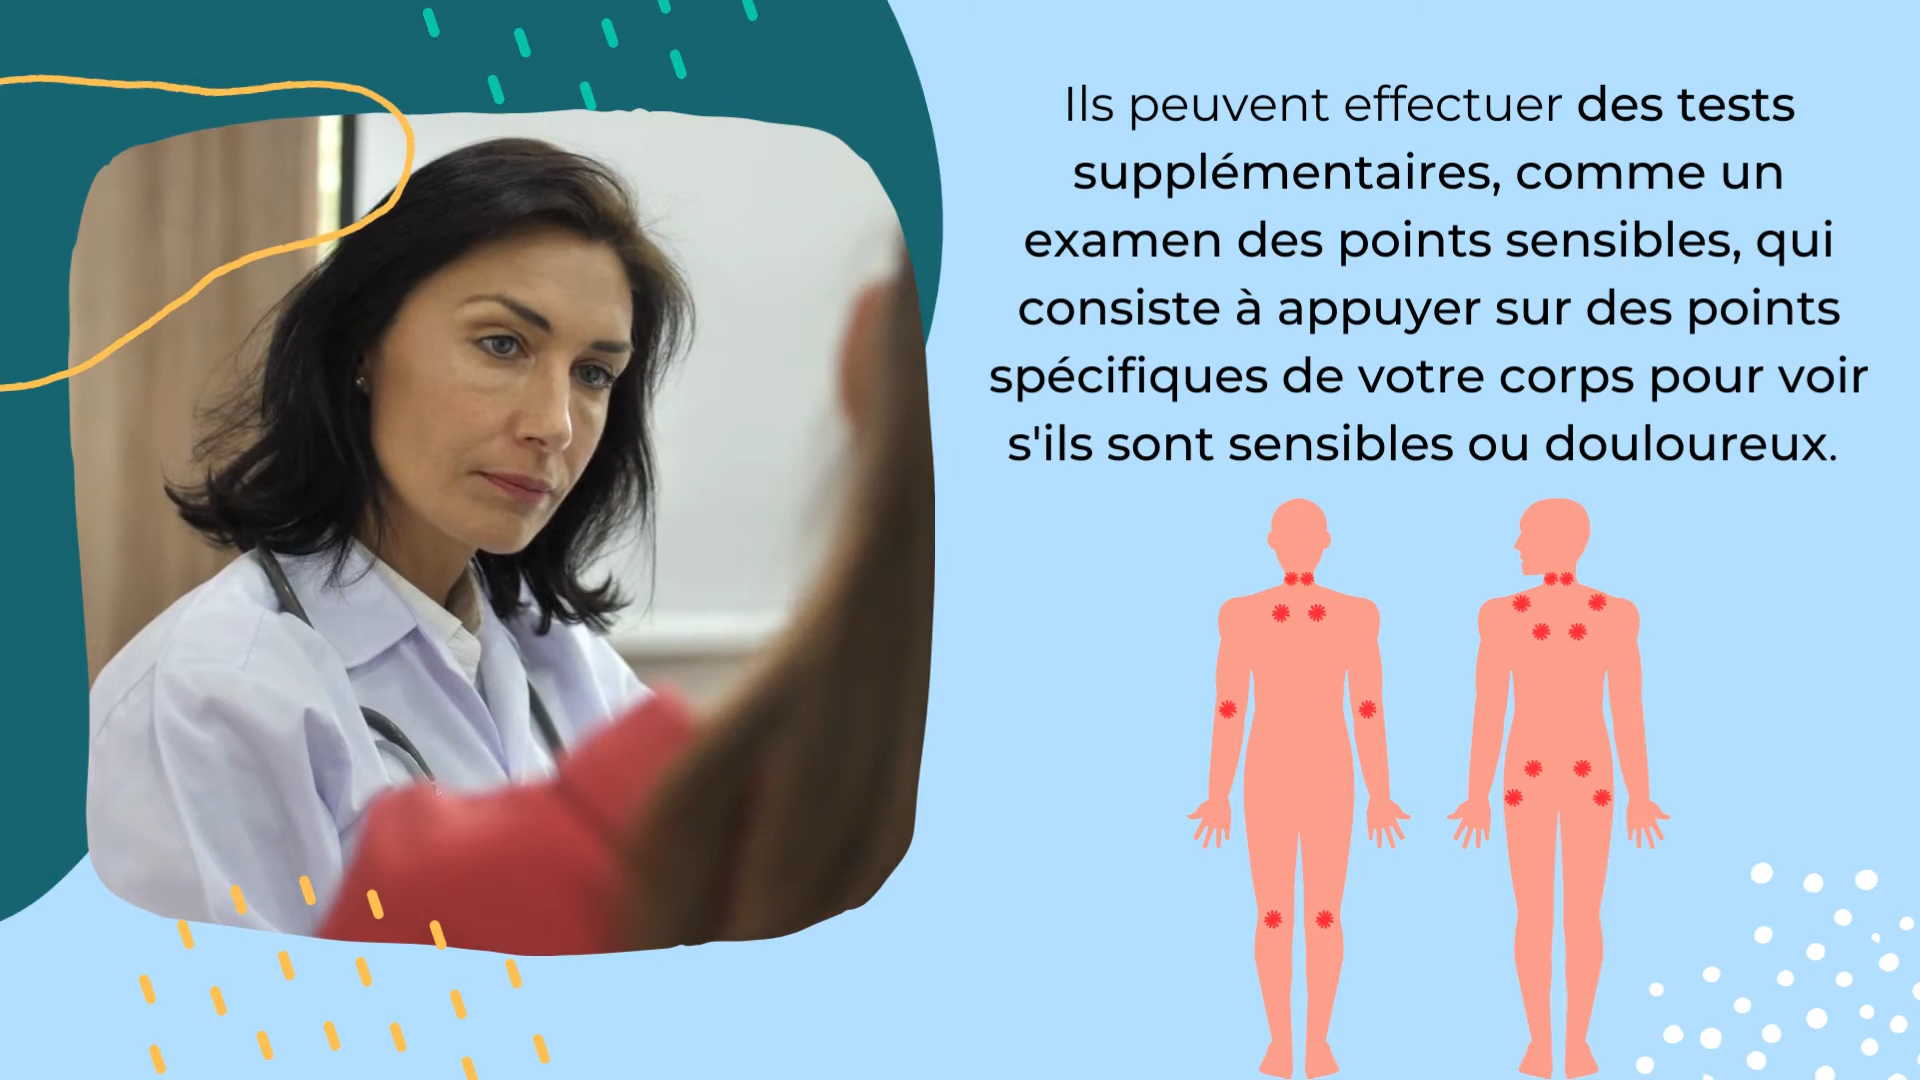 Ils peuvent effectuer des tests
supplémentaires, comme un
examen des points sensibles, qui
consiste à appuyer sur des points
spécifiques de votre corps pour voir
s'ils sont sensibles ou douloureux.